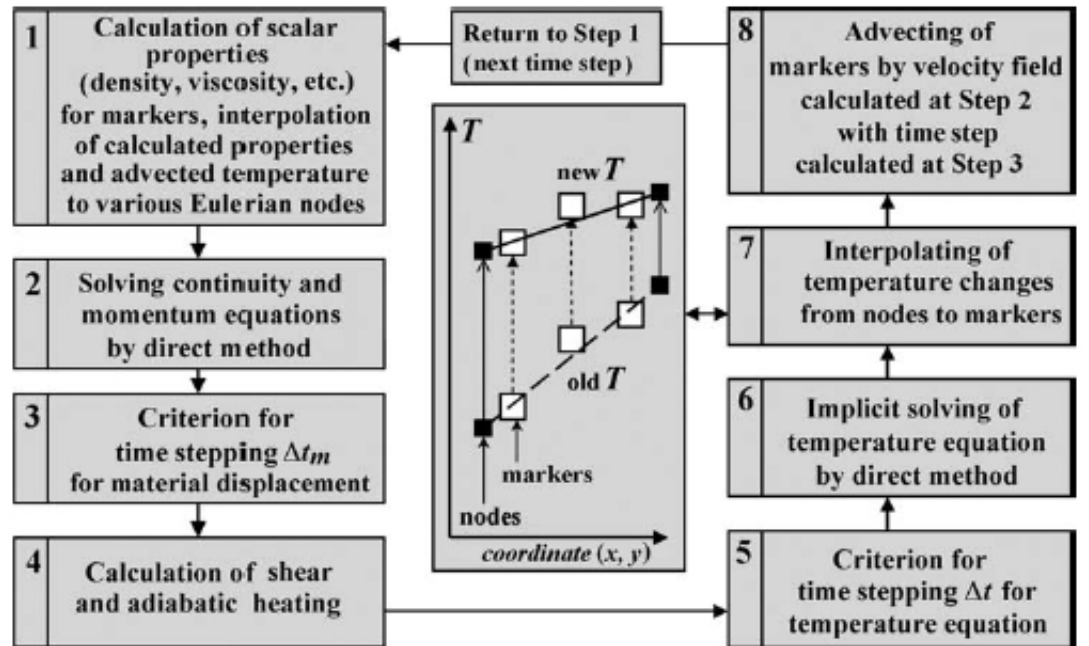 1
Calculation of scalar
properties
(density, viscosity, etc.)
for markers, interpolation
of calculated properties
and advected temperature
to various Eulerian nodes
2
Solving continuity and
momentum equations
by direct method
3
Criterion for
time stepping Δtm
for material displacement
4
Calculation of shear
and adiabatic heating
Return to Step 1
(next time step)
T
new T
old T
markers
nodes
coordinate (x, y)
5
Criterion for
time stepping Δt for
temperature equation
6
Implicit solving of
temperature equation
by direct method
7
Interpolating of
temperature changes
from nodes to markers
8
Advecting of
markers by velocity field
calculated at Step 2
with time step
calculated at Step 3